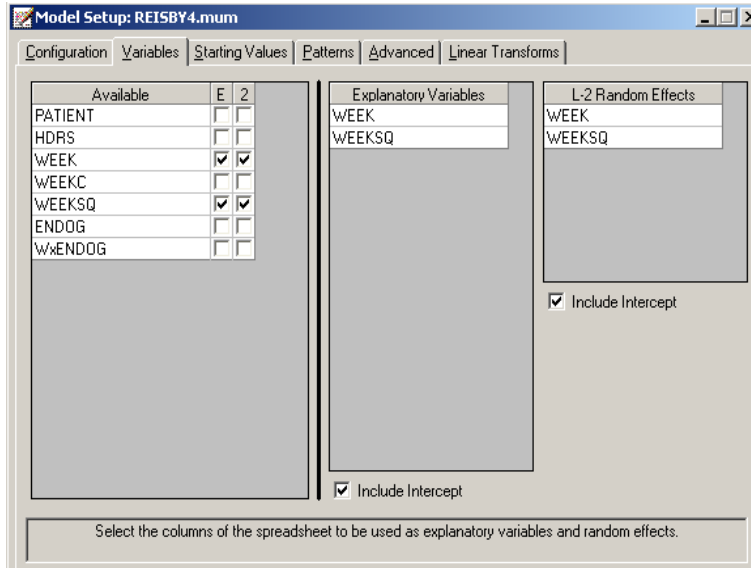 Model Setup: REISBY4.mum
Configuration Variables Starting Values Patterns Advanced Linear Transforms
Available E 2
PATIENT
HDRS
WEEK
WEEKC
WEEKSQ
ENDOG
WxENDOG
Explanatory Variables
WEEK
WEEKSQ
Include Intercept
L-2 Random Effects
WEEK
WEEKSQ
Include Intercept
Select the columns of the spreadsheet to be used as explanatory variables and random effects.